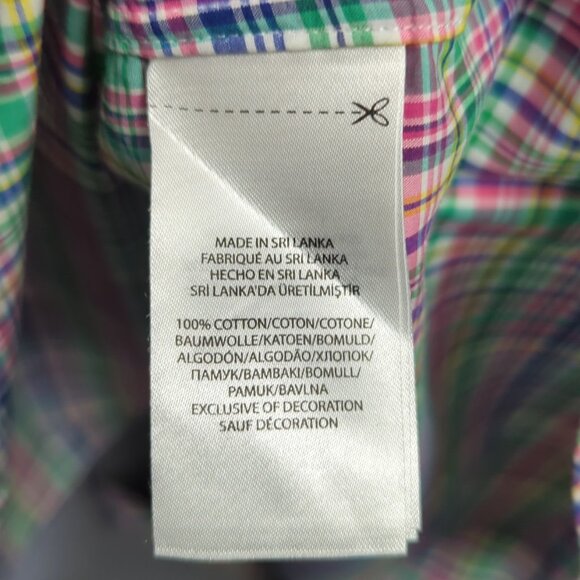 MADE IN SRI LANKA
FABRIQUÉ AU SRI LANKA
HECHO EN SRI LANKA
SRİ LANKA'DA ÜRETİLMİŞTİR
100% COTTON/COTON/COTONE/
BAUMWOLLE/KATOEN/BOMULD/
ALGODÓN/ALGODÃO/ХЛОПОК/
ПАМУК/BAMBAKI/BOMULL/
PAMUK/BAVLNA
EXCLUSIVE OF DECORATION
SAUF DÉCORATION